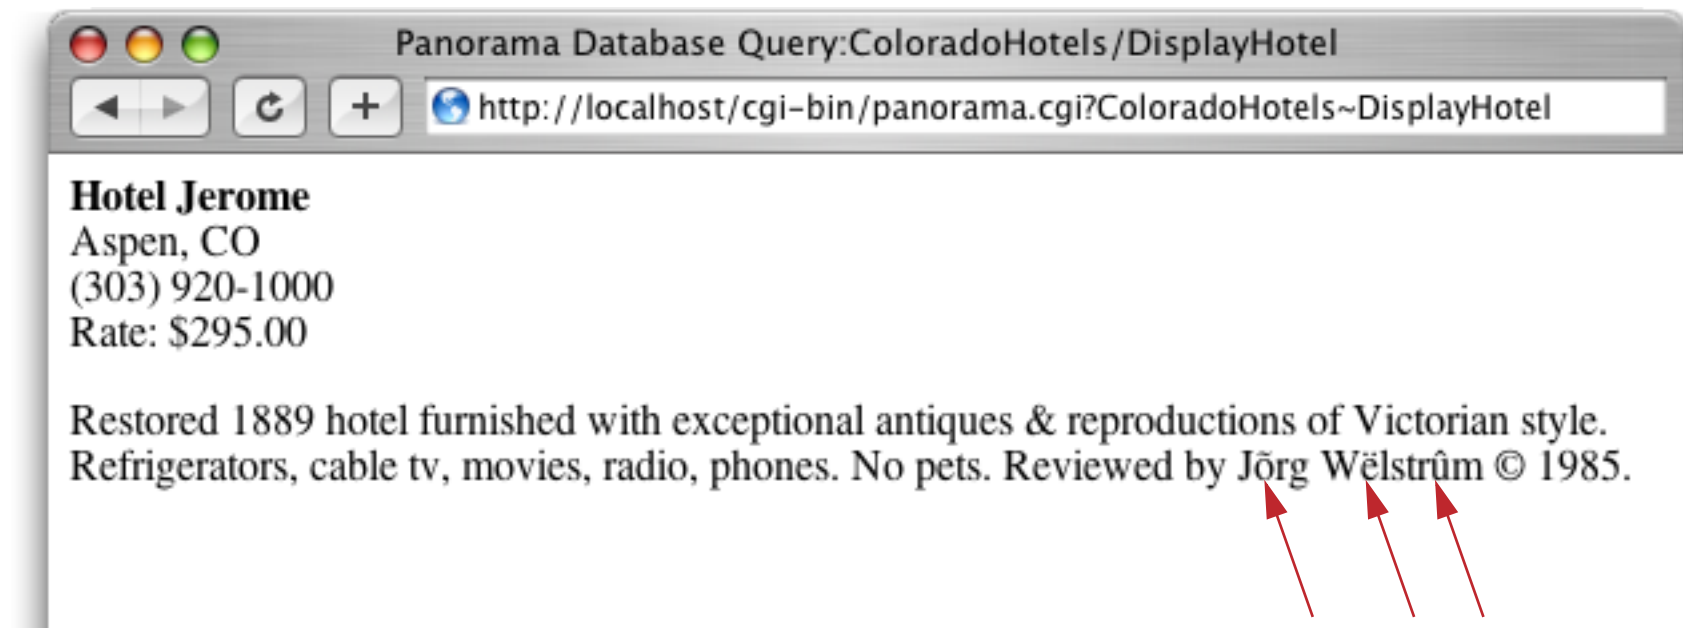 Panorama Database Query:ColoradoHotels/DisplayHotel
http://localhost/cgi-bin/panorama.cgi?ColoradoHotels~DisplayHotel
Hotel Jerome
Aspen, CO
(303) 920-1000
Rate: $295.00
Restored 1889 hotel furnished with exceptional antiques & reproductions of Victorian style.
Refrigerators, cable tv, movies, radio, phones. No pets. Reviewed by Jõrg Wëlstrûm © 1985.